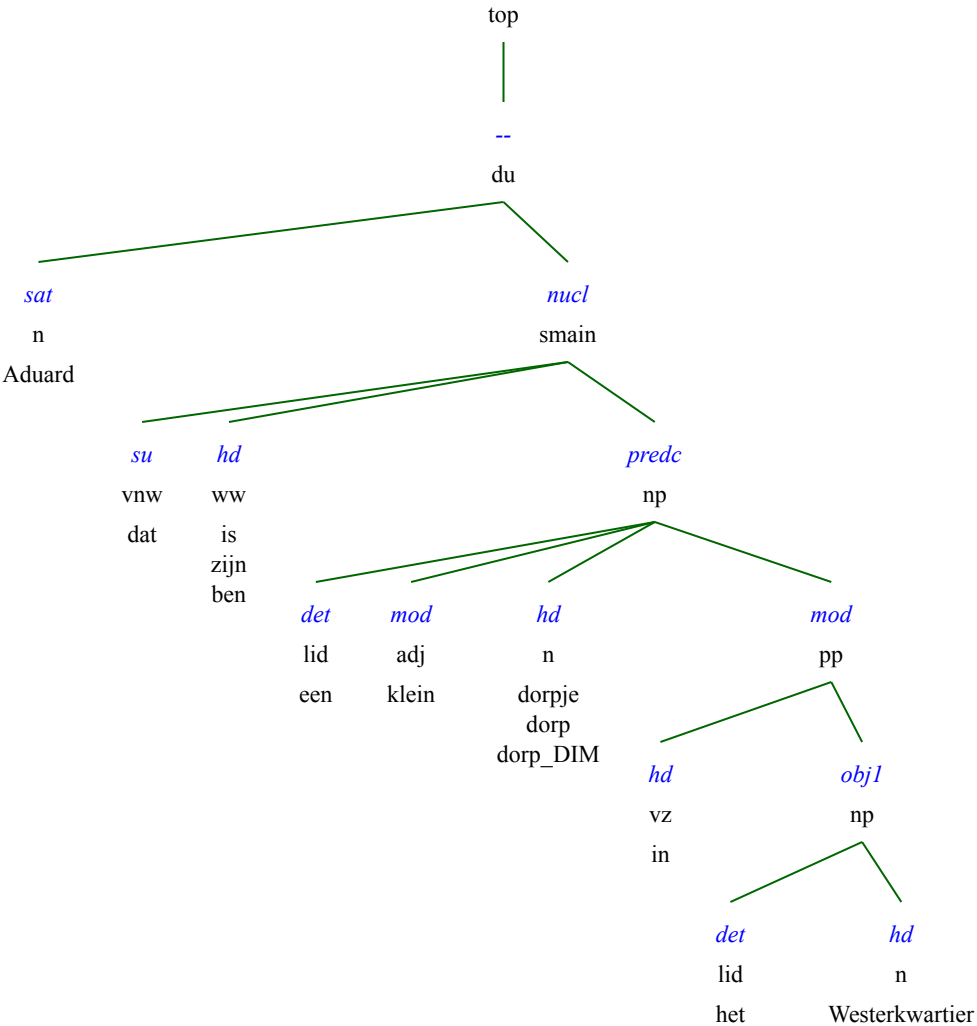 top
--
du
sat nucl
n smain
Aduard
su hd predc
vnw ww np
dat is
zijn
ben
det mod hd mod
lid adj n pp
een klein dorpje
dorp
dorp_DIM
hd obj1
vz np
in
det hd
lid n
het Westerkwartier